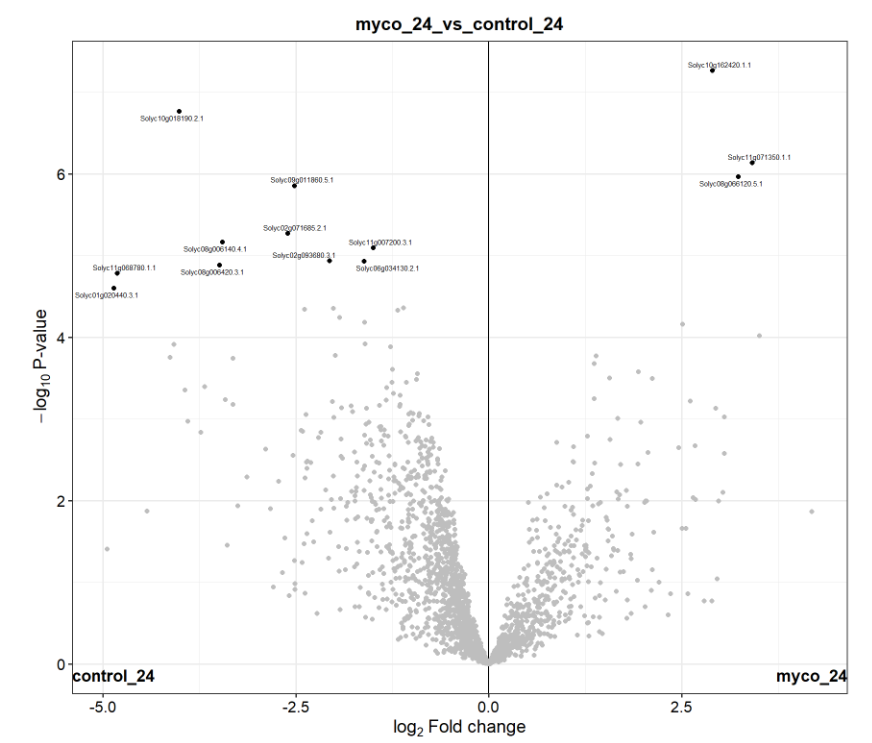 myco_24_vs_control_24
Solyc10g162420.1.1
Solyc10g018190.2.1
Solyc11g071350.1.1
Solyc09g011860.5.1
Solyc08g066120.5.1
Solyc02g071685.2.1
Solyc11g007200.3.1
Solyc08g006140.4.1
Solyc02g093680.3.1
Solyc06g034130.2.1
Solyc11g068780.1.1
Solyc08g006420.3.1
Solyc01g020440.3.1
−log10 P-value
6
4
2
0
control_24
myco_24
-5.0
-2.5
0.0
2.5
log2 Fold change